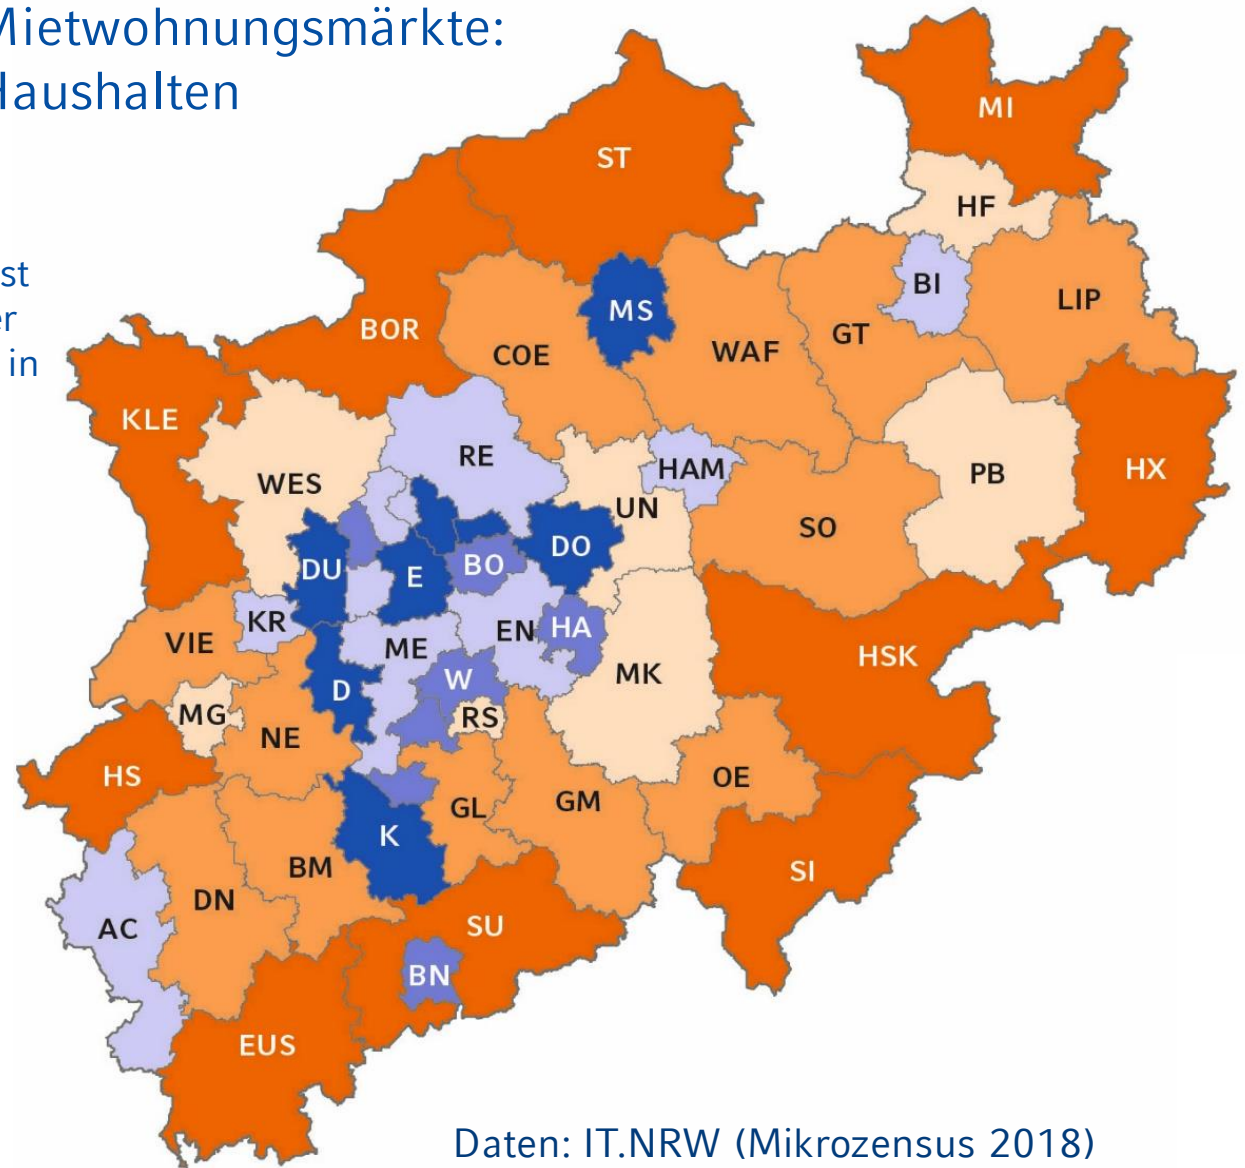 Mietwohnungsmärkte:
Haushalten
MI
ST
HF
st
BI
er
LIP
MS
BOR
GT
in
COE
WAF
KLE
RE
HAM
HX
WES
PB
UN
SO
DO
BO
DU
E
KR
HA
EN
VIE
ME
HSK
MK
W
D
MG
RS
NE
HS
OE
GM
GL
K
BM
SI
DN
SU
AC
BN
EUS
Daten: IT.NRW (Mikrozensus 2018)